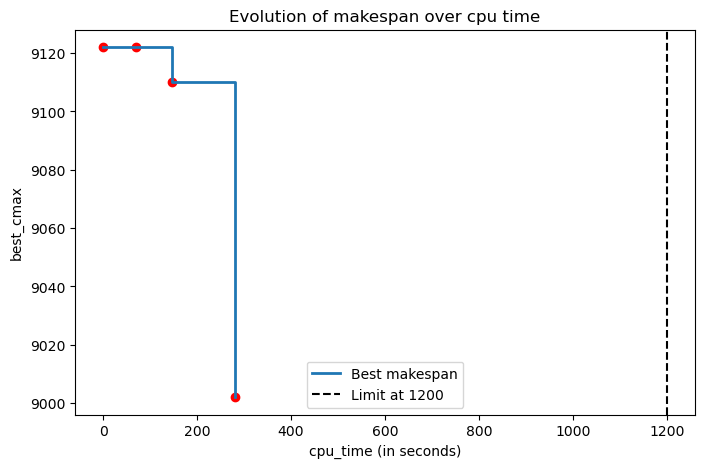 Evolution of makespan over cpu time
best_cmax
9120
9100
9080
9060
9040
9020
9000
Best makespan
Limit at 1200
0
200
400
600
800
1000
1200
cpu_time (in seconds)